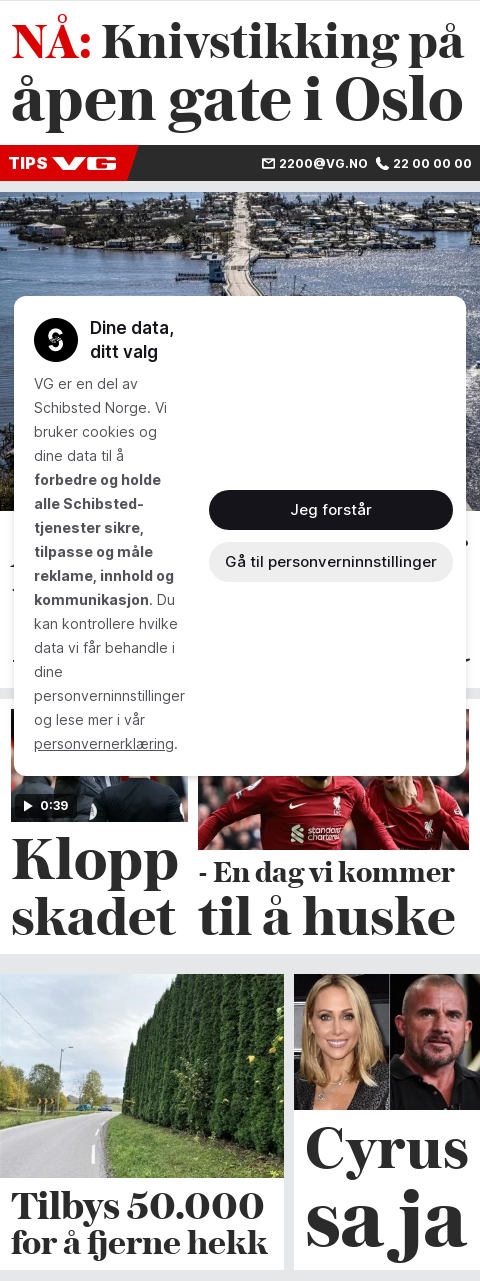 NÅ: Knivstikking på
åpen gate i Oslo
TIPS VG
2200@VG.NO 22 00 00 00
Dine data,
ditt valg
VG er en del av
Schibsted Norge. Vi
bruker cookies og
dine data til å
forbedre og holde
alle Schibsted-
tjenester sikre,
tilpasse og måle
reklame, innhold og
kommunikasjon. Du
kan kontrollere hvilke
data vi får behandle i
dine
personverninnstillinger
og lese mer i vår
personvernerklæring.
Jeg forstår
Gå til personverninnstillinger
0:39
standard
chartered
Klopp
skadet
- En dag vi kommer
til å huske
Tilbys 50.000
for å fjerne hekk
Cyrus
sa ja